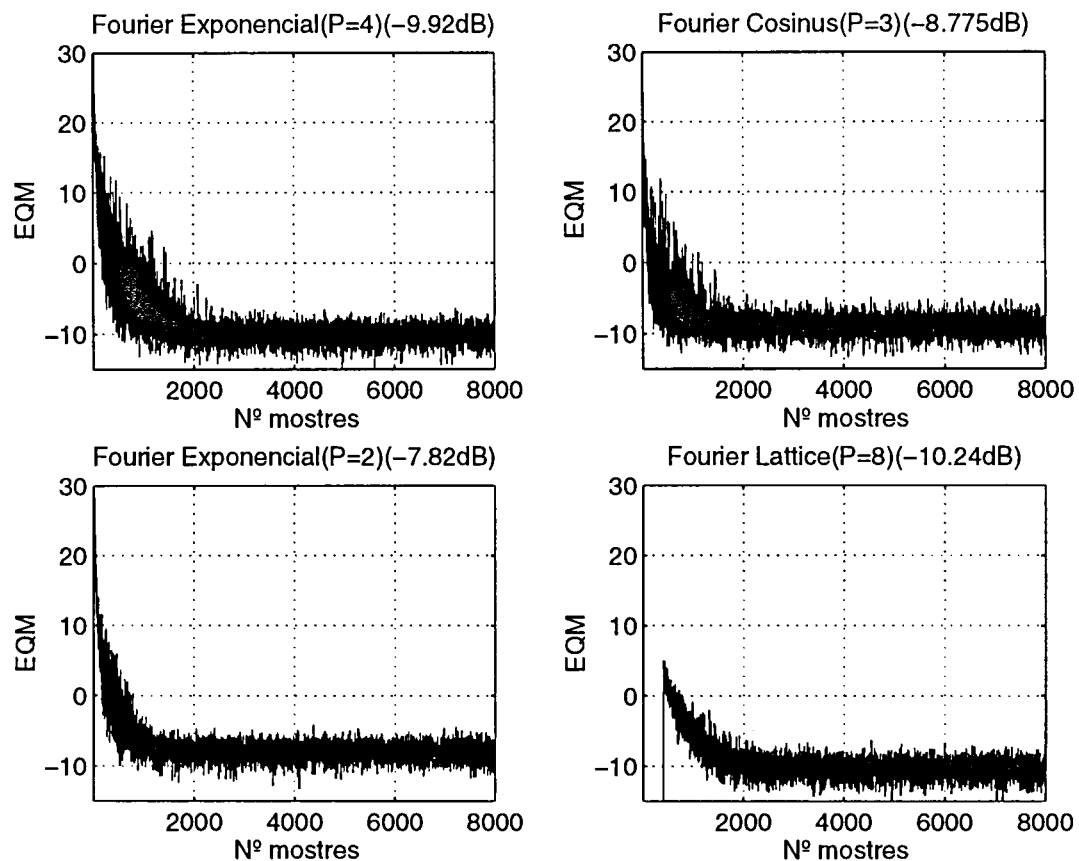 Fourier Exponencial(P=4)(−9.92dB)
30
20
10
0
−10
EQM
2000 4000 6000 8000
Nº mostres
Fourier Cosinus(P=3)(−8.775dB)
30
20
10
0
−10
EQM
2000 4000 6000 8000
Nº mostres
Fourier Exponencial(P=2)(−7.82dB)
30
20
10
0
−10
EQM
2000 4000 6000 8000
Nº mostres
Fourier Lattice(P=8)(−10.24dB)
30
20
10
0
−10
EQM
2000 4000 6000 8000
Nº mostres